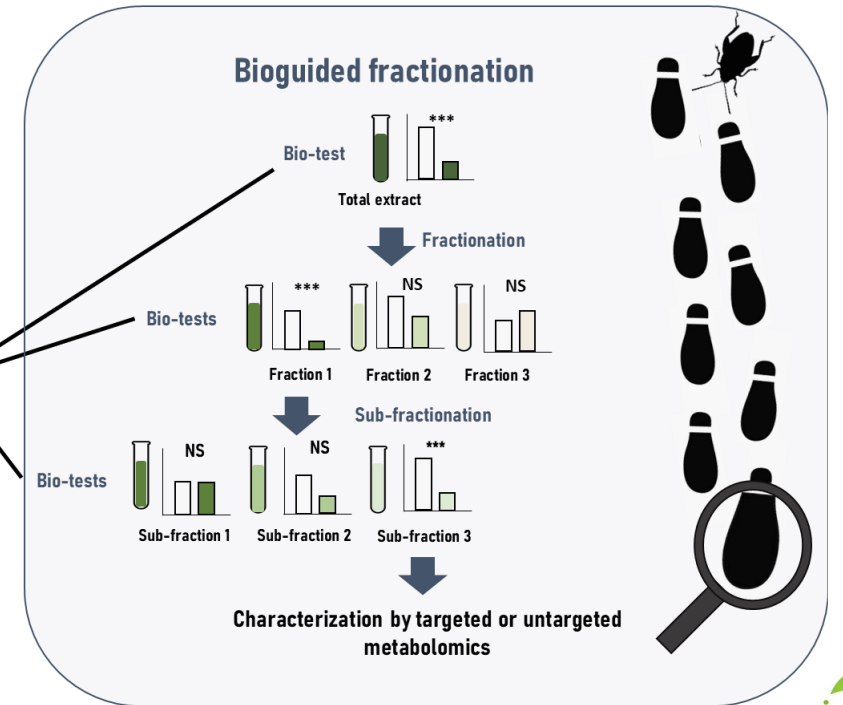 Bioguided fractionation
Bio-test
***
Total extract
Fractionation
Bio-tests
***
NS
NS
Fraction 1
Fraction 2
Fraction 3
Sub-fractionation
Bio-tests
NS
NS
***
Sub-fraction 1
Sub-fraction 2
Sub-fraction 3
Characterization by targeted or untargeted
metabolomics